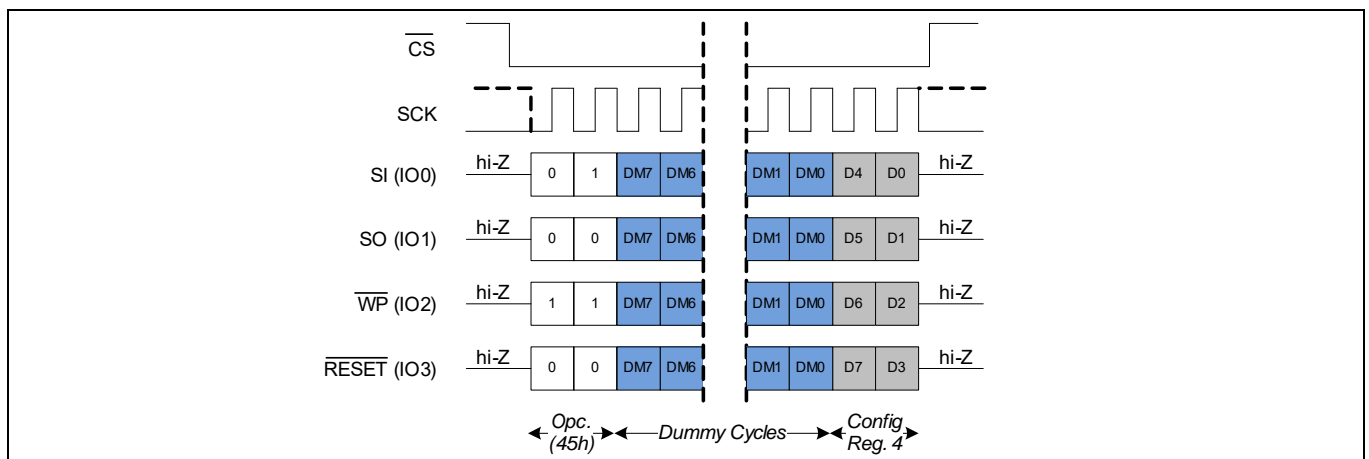 CS
SCK
SI (IO0) hi-Z 0 1 DM7 DM6 DM1 DM0 D4 D0 hi-Z
SO (IO1) hi-Z 0 0 DM7 DM6 DM1 DM0 D5 D1 hi-Z
WP (IO2) hi-Z 1 1 DM7 DM6 DM1 DM0 D6 D2 hi-Z
RESET (IO3) hi-Z 0 0 DM7 DM6 DM1 DM0 D7 D3 hi-Z
Opc. (45h) Dummy Cycles Config Reg. 4